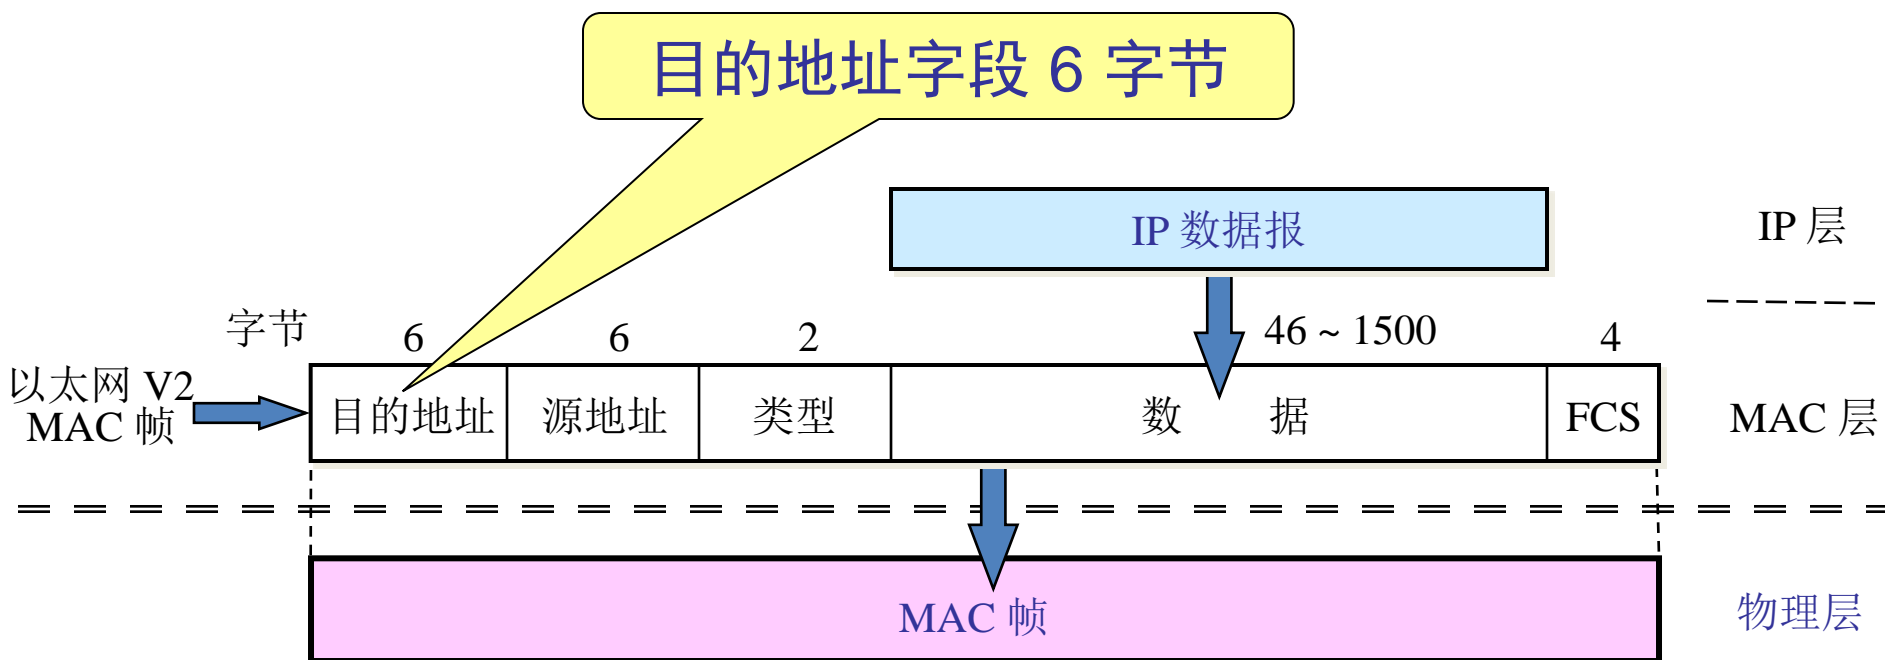 目的地址字段 6 字节
IP 数据报
IP 层
字节
6
6
2
46 ~ 1500
4
以太网 V2
MAC 帧
目的地址
源地址
类型
数 据
FCS
MAC 层
MAC 帧
物理层